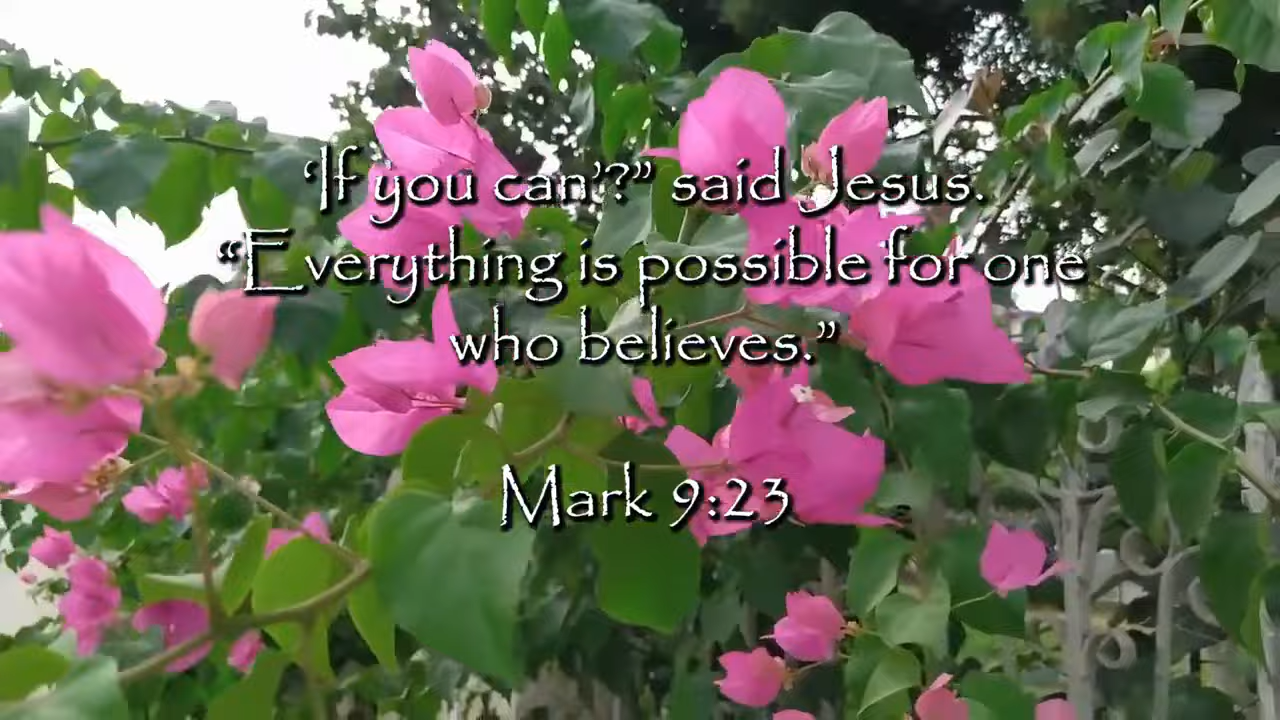 ‘If you can’?” said Jesus.
“Everything is possible for one
who believes.”
Mark 9:23